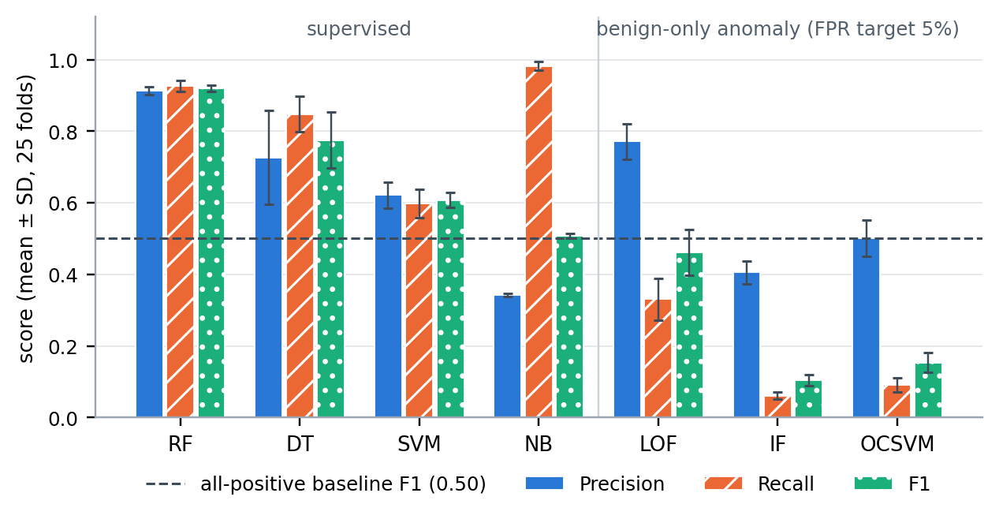 supervised
benign-only anomaly (FPR target 5%)
score (mean ± SD, 25 folds)
1.0
0.8
0.6
0.4
0.2
0.0
RF DT SVM NB LOF IF OCSVM
all-positive baseline F1 (0.50) Precision Recall F1